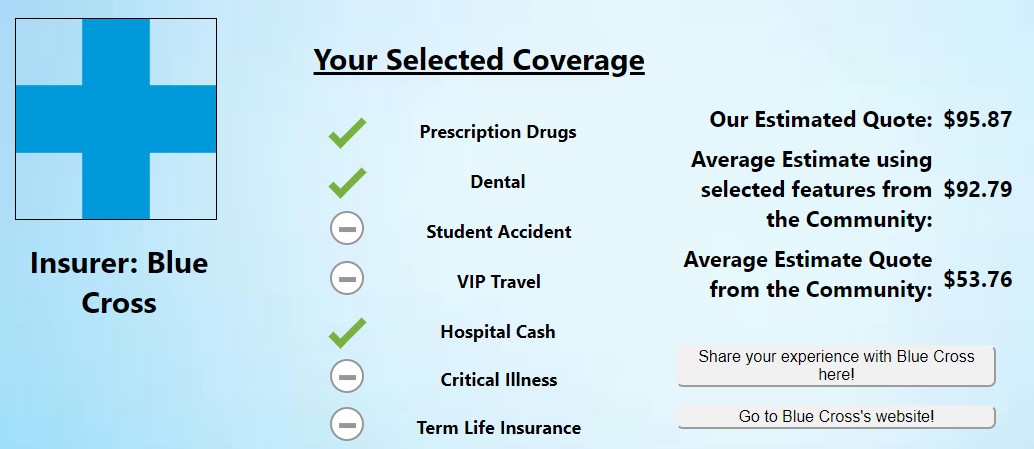 Your Selected Coverage
Insurer: Blue
Cross
Prescription Drugs
Dental
Student Accident
VIP Travel
Hospital Cash
Critical Illness
Term Life Insurance
Our Estimated Quote: $95.87
Average Estimate using
selected features from $92.79
the Community:
Average Estimate Quote
from the Community: $53.76
Share your experience with Blue Cross
here!
Go to Blue Cross's website!